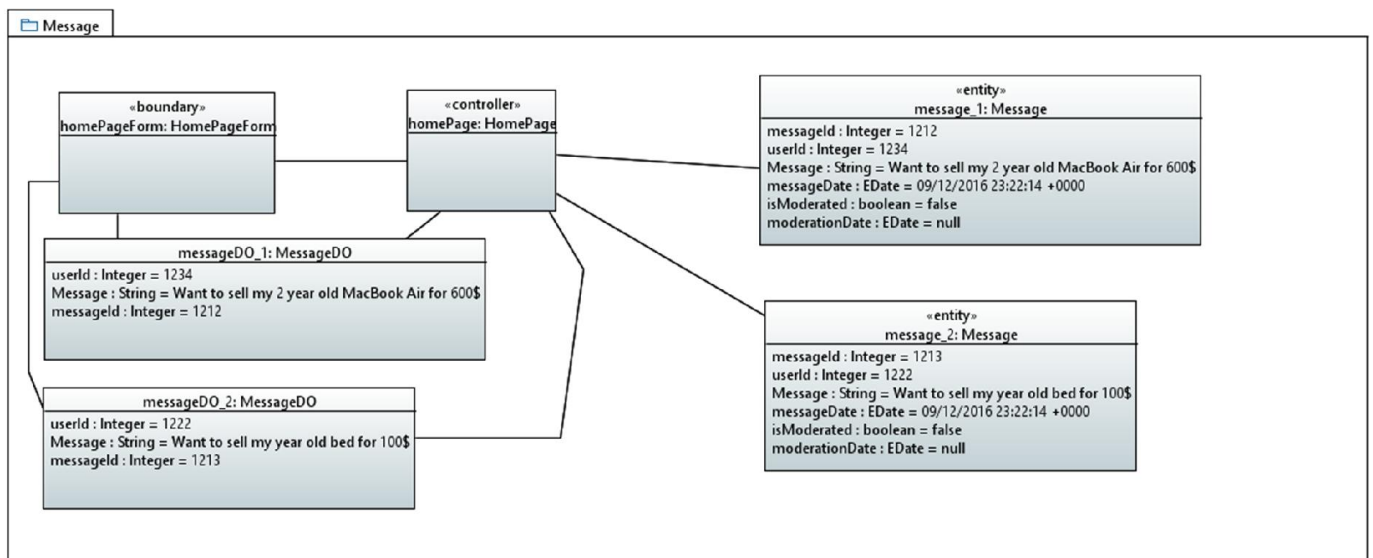 Message
«boundary»
homePageForm: HomePageForm
«controller»
homePage: HomePage
«entity»
message_1: Message
messageId : Integer = 1212
userId : Integer = 1234
Message : String = Want to sell my 2 year old MacBook Air for 600$
messageDate : EDate = 09/12/2016 23:22:14 +0000
isModerated : boolean = false
moderationDate : EDate = null
messageDO_1: MessageDO
userId : Integer = 1234
Message : String = Want to sell my 2 year old MacBook Air for 600$
messageId : Integer = 1212
«entity»
message_2: Message
messageId : Integer = 1213
userId : Integer = 1222
Message : String = Want to sell my year old bed for 100$
messageDate : EDate = 09/12/2016 23:22:14 +0000
isModerated : boolean = false
moderationDate : EDate = null
messageDO_2: MessageDO
userId : Integer = 1222
Message : String = Want to sell my year old bed for 100$
messageId : Integer = 1213